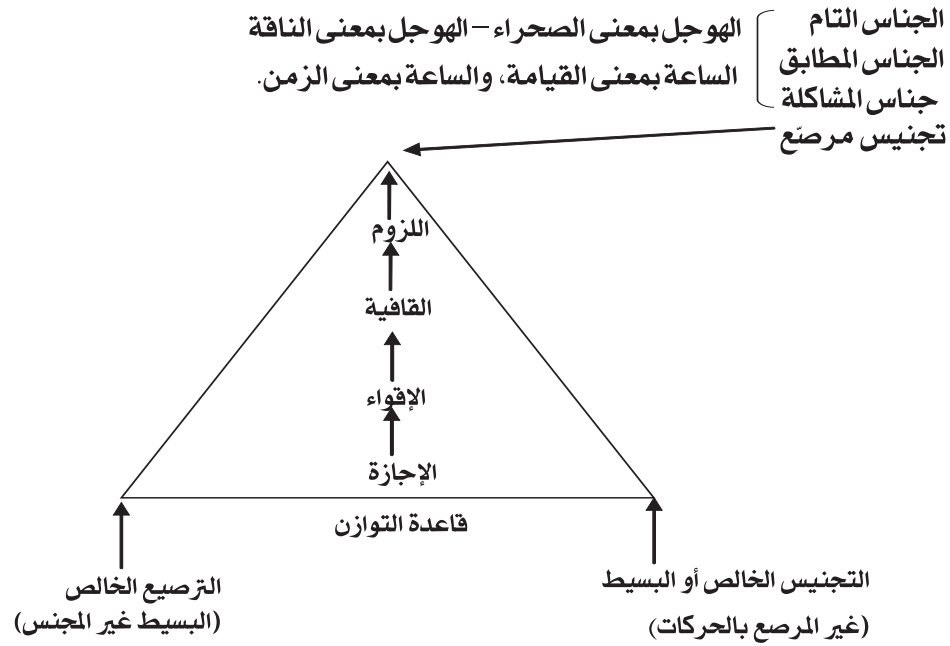 الجناس التام
الجناس المطابق
جناس المشاكلة
تجنيس مرصّع
الهوجل بمعنى الصحراء – الهوجل بمعنى الناقة
الساعة بمعنى القيامة، والساعة بمعنى الزمن.
اللزوم
القافية
الإقواء
الإجازة
قاعدة التوازن
التجنيس الخالص أو البسيط
(غير المرصع بالحركات)
الترصيع الخالص
(البسيط غير المجنس)